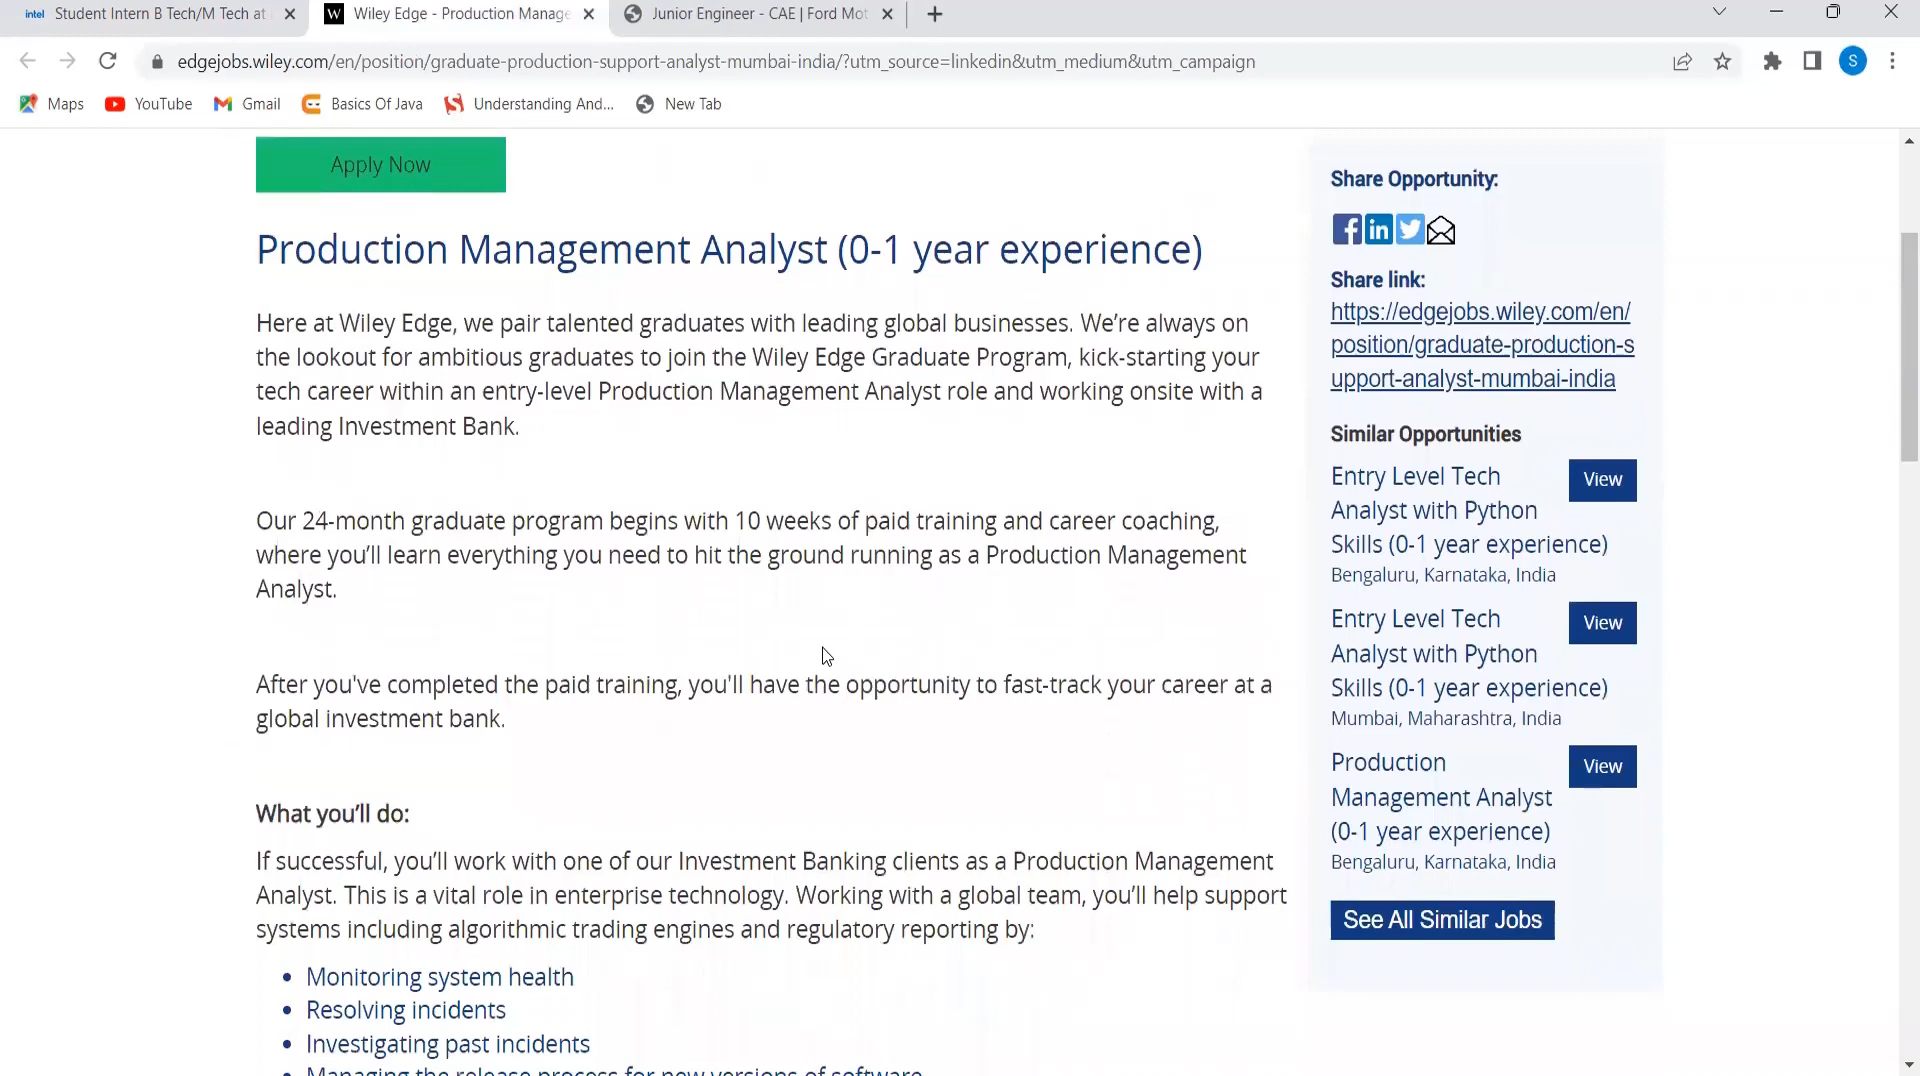 intel Student Intern B Tech/M Tech at
W Wiley Edge - Production Manage
Junior Engineer - CAE | Ford Mot
edgejobs.wiley.com/en/position/graduate-production-support-analyst-mumbai-india/?utm_source=linkedin&utm_medium&utm_campaign
S
Maps
YouTube
Gmail
Basics Of Java
Understanding And...
New Tab
Apply Now
Production Management Analyst (0-1 year experience)
Here at Wiley Edge, we pair talented graduates with leading global businesses. We’re always on
the lookout for ambitious graduates to join the Wiley Edge Graduate Program, kick-starting your
tech career within an entry-level Production Management Analyst role and working onsite with a
leading Investment Bank.
Our 24-month graduate program begins with 10 weeks of paid training and career coaching,
where you’ll learn everything you need to hit the ground running as a Production Management
Analyst.
After you've completed the paid training, you'll have the opportunity to fast-track your career at a
global investment bank.
What you’ll do:
If successful, you’ll work with one of our Investment Banking clients as a Production Management
Analyst. This is a vital role in enterprise technology. Working with a global team, you’ll help support
systems including algorithmic trading engines and regulatory reporting by:
• Monitoring system health
• Resolving incidents
• Investigating past incidents
• Managing the release process for new versions of software
Share Opportunity:
Share link:
https://edgejobs.wiley.com/en/
position/graduate-production-s
upport-analyst-mumbai-india
Similar Opportunities
Entry Level Tech
Analyst with Python
Skills (0-1 year experience)
Bengaluru, Karnataka, India
View
Entry Level Tech
Analyst with Python
Skills (0-1 year experience)
Mumbai, Maharashtra, India
View
Production
Management Analyst
(0-1 year experience)
Bengaluru, Karnataka, India
View
See All Similar Jobs